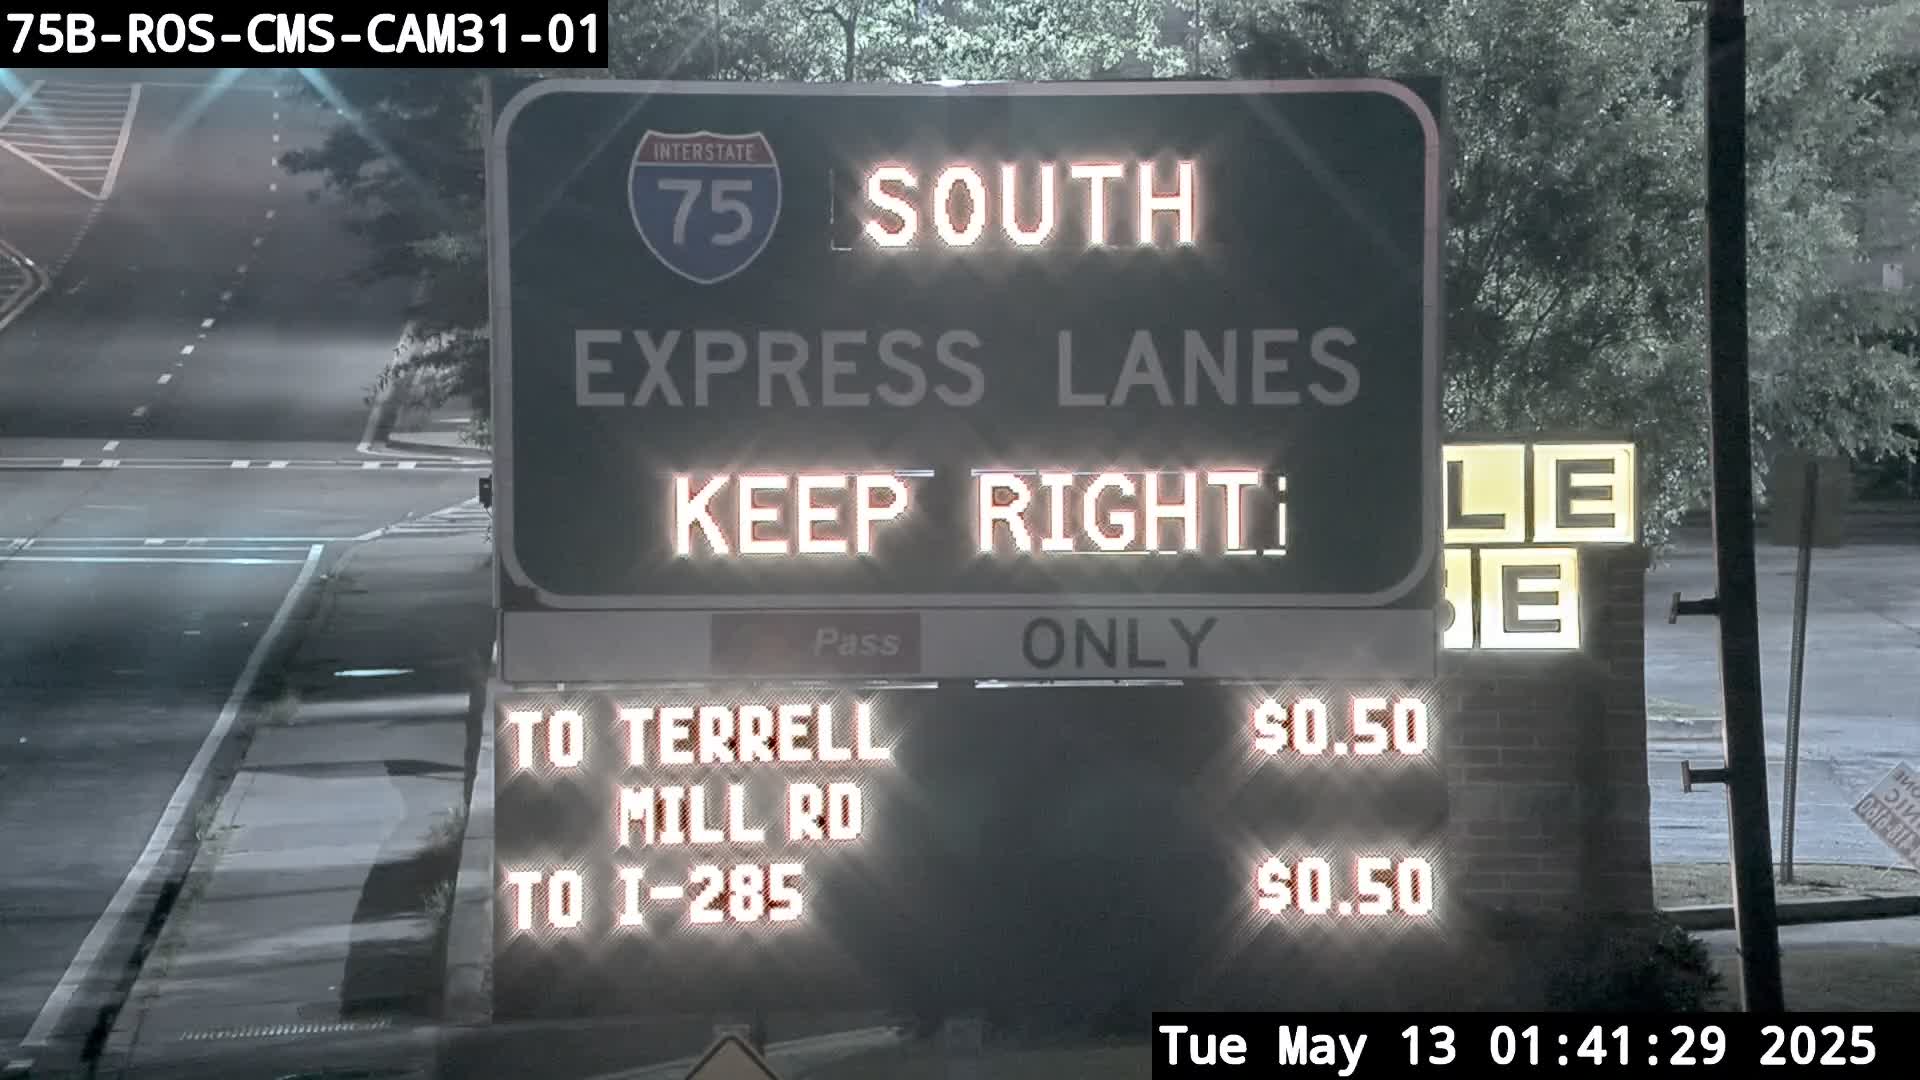 75B-ROS-CMS-CAM31-01
INTERSTATE
75
SOUTH
EXPRESS LANES
KEEP RIGHT
Pass ONLY
TO TERRELL $0.50
MILL RD
TO I-285 $0.50
LE
E
Tue May 13 01:41:29 2025